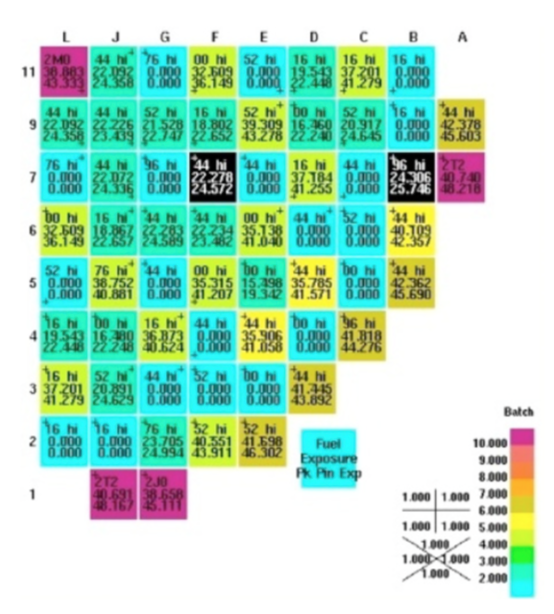 L J G F E D C B A
11
2M0 44 hi 76 hi 00 hi 52 hi 16 hi 16 hi 16 hi
38.883 22.092 0.000 32.609 0.000 19.543 37.201 0.000
43.333 24.358 0.000 36.149 0.000 22.448 41.279 0.000
9
44 hi 44 hi 52 hi 16 hi 52 hi 00 hi 52 hi 16 hi 44 hi
22.092 22.226 21.528 18.802 39.309 16.460 20.917 0.000 42.378
24.358 23.439 22.747 22.652 43.278 22.240 24.645 0.000 45.603
7
76 hi 44 hi 96 hi 44 hi 44 hi 16 hi 44 hi 96 hi 2T2
0.000 22.072 0.000 22.278 0.000 37.184 0.000 24.306 40.740
0.000 24.336 0.000 24.572 0.000 41.255 0.000 25.746 48.218
6
00 hi 16 hi 44 hi 44 hi 00 hi 44 hi 52 hi 44 hi
32.609 18.867 22.283 22.234 35.138 0.000 0.000 40.109
36.149 22.657 24.589 23.482 41.040 0.000 0.000 42.357
5
52 hi 76 hi 44 hi 00 hi 00 hi 44 hi 00 hi 44 hi
0.000 38.752 0.000 35.315 15.498 35.785 0.000 42.362
0.000 40.881 0.000 41.207 19.342 41.571 0.000 45.690
4
16 hi 00 hi 16 hi 44 hi 44 hi 00 hi 96 hi
19.543 16.480 36.873 0.000 35.906 0.000 41.818
22.448 22.248 40.624 0.000 41.058 0.000 44.276
3
16 hi 52 hi 44 hi 52 hi 00 hi 44 hi
37.201 20.891 0.000 0.000 0.000 41.445
41.279 24.629 0.000 0.000 0.000 43.892
2
16 hi 16 hi 76 hi 52 hi 52 hi
0.000 0.000 23.705 40.551 41.698
0.000 0.000 24.994 43.911 46.302
Fuel
Exposure
Pk Pin Exp
1
2T2 2J0
40.691 38.658
48.167 45.111
Batch
10.000
9.000
8.000
7.000
6.000
5.000
4.000
3.000
2.000
1.000 1.000
1.000 1.000
1.000
1.000 1.000
1.000